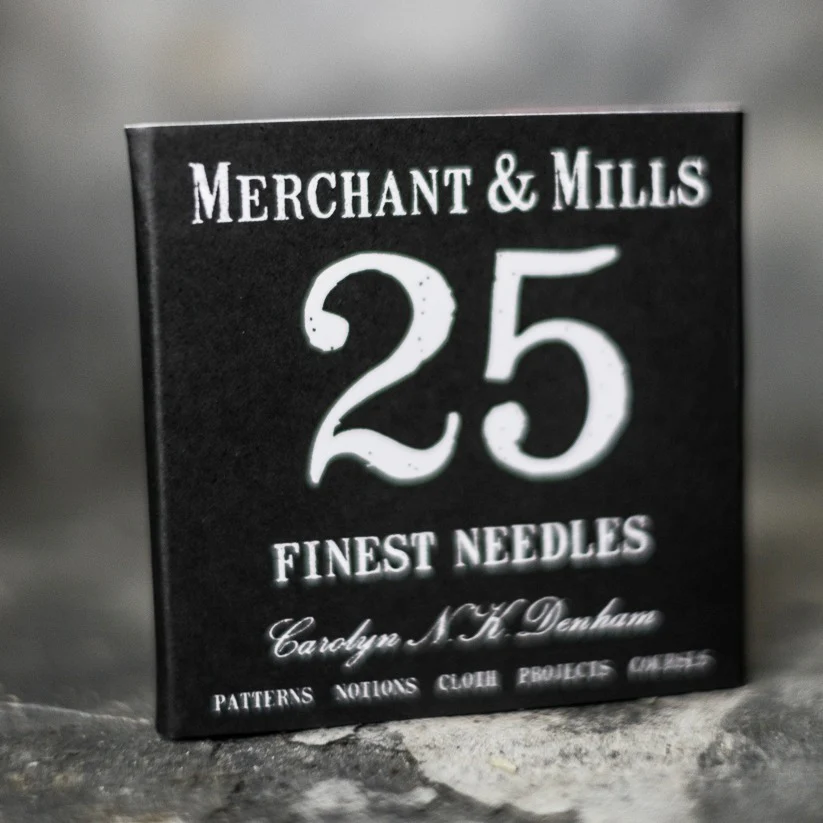 MERCHANT & MILLS
25
FINEST NEEDLES
Carolyn N.K. Denham
PATTERNS NOTIONS CLOTH PROJECTS COURSES